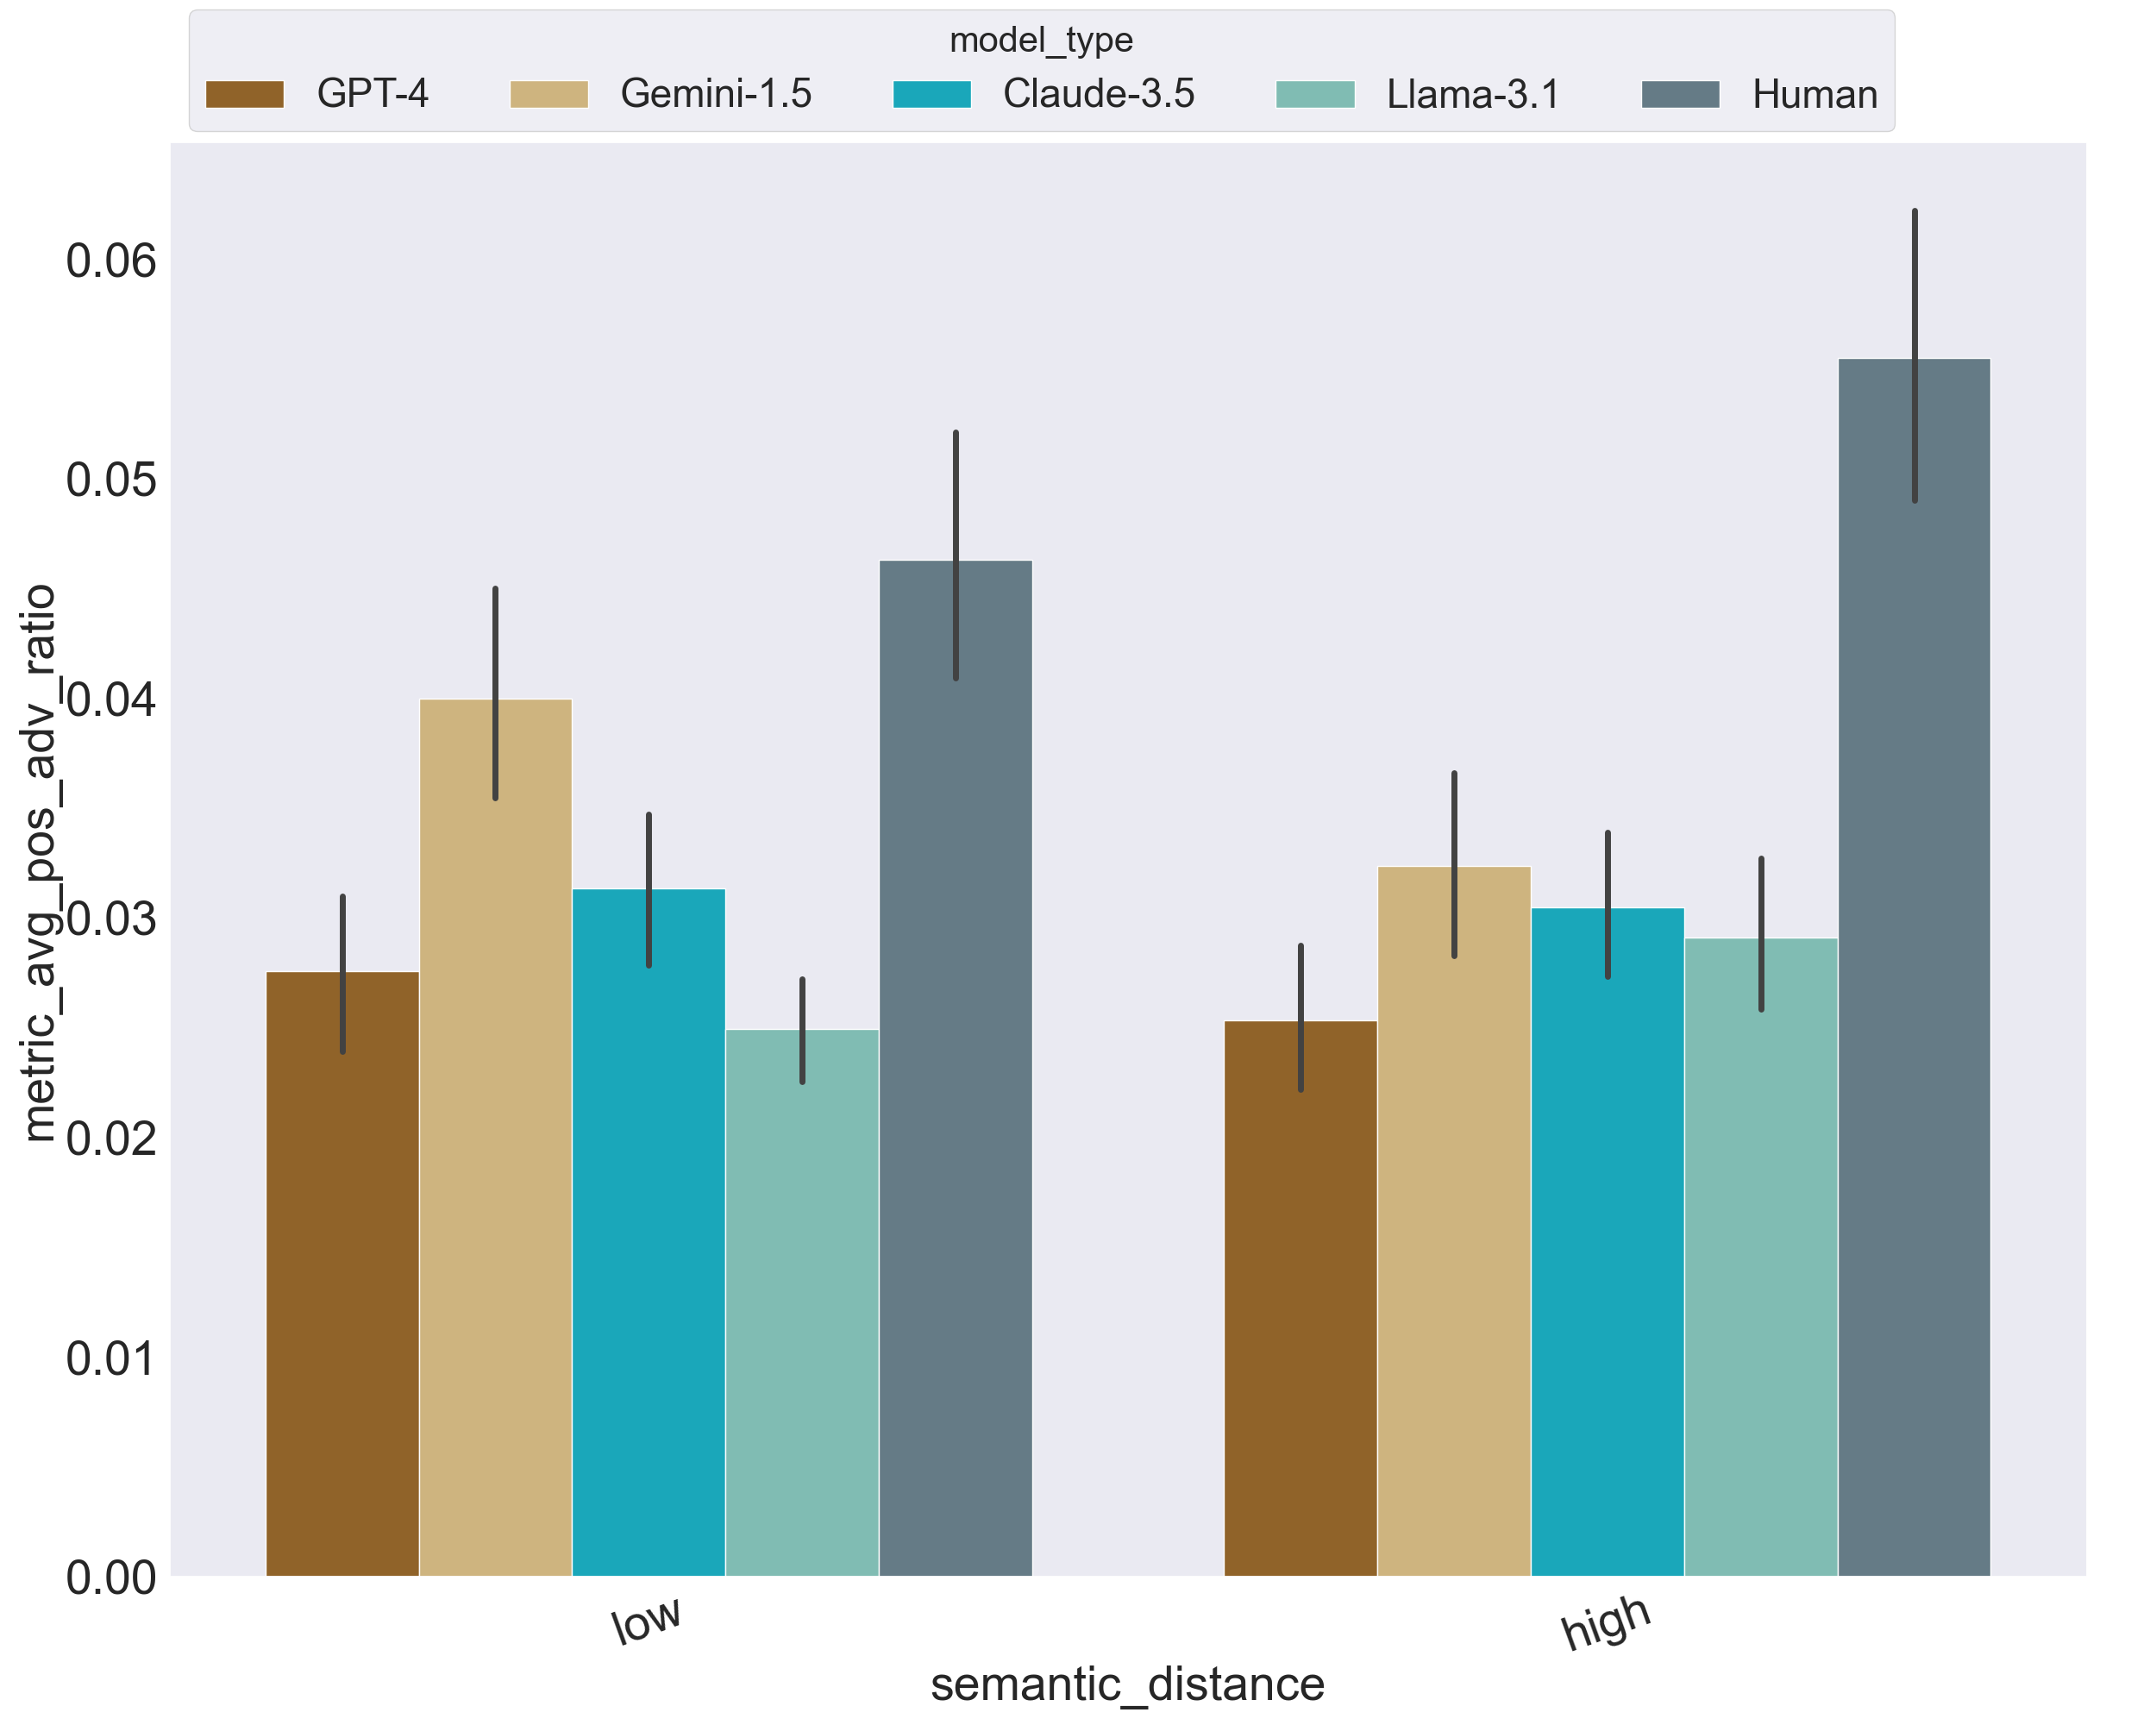 model_type
GPT-4 Gemini-1.5 Claude-3.5 Llama-3.1 Human
metric_avg_pos_adv_ratio
0.06
0.05
0.04
0.03
0.02
0.01
0.00
low high
semantic_distance